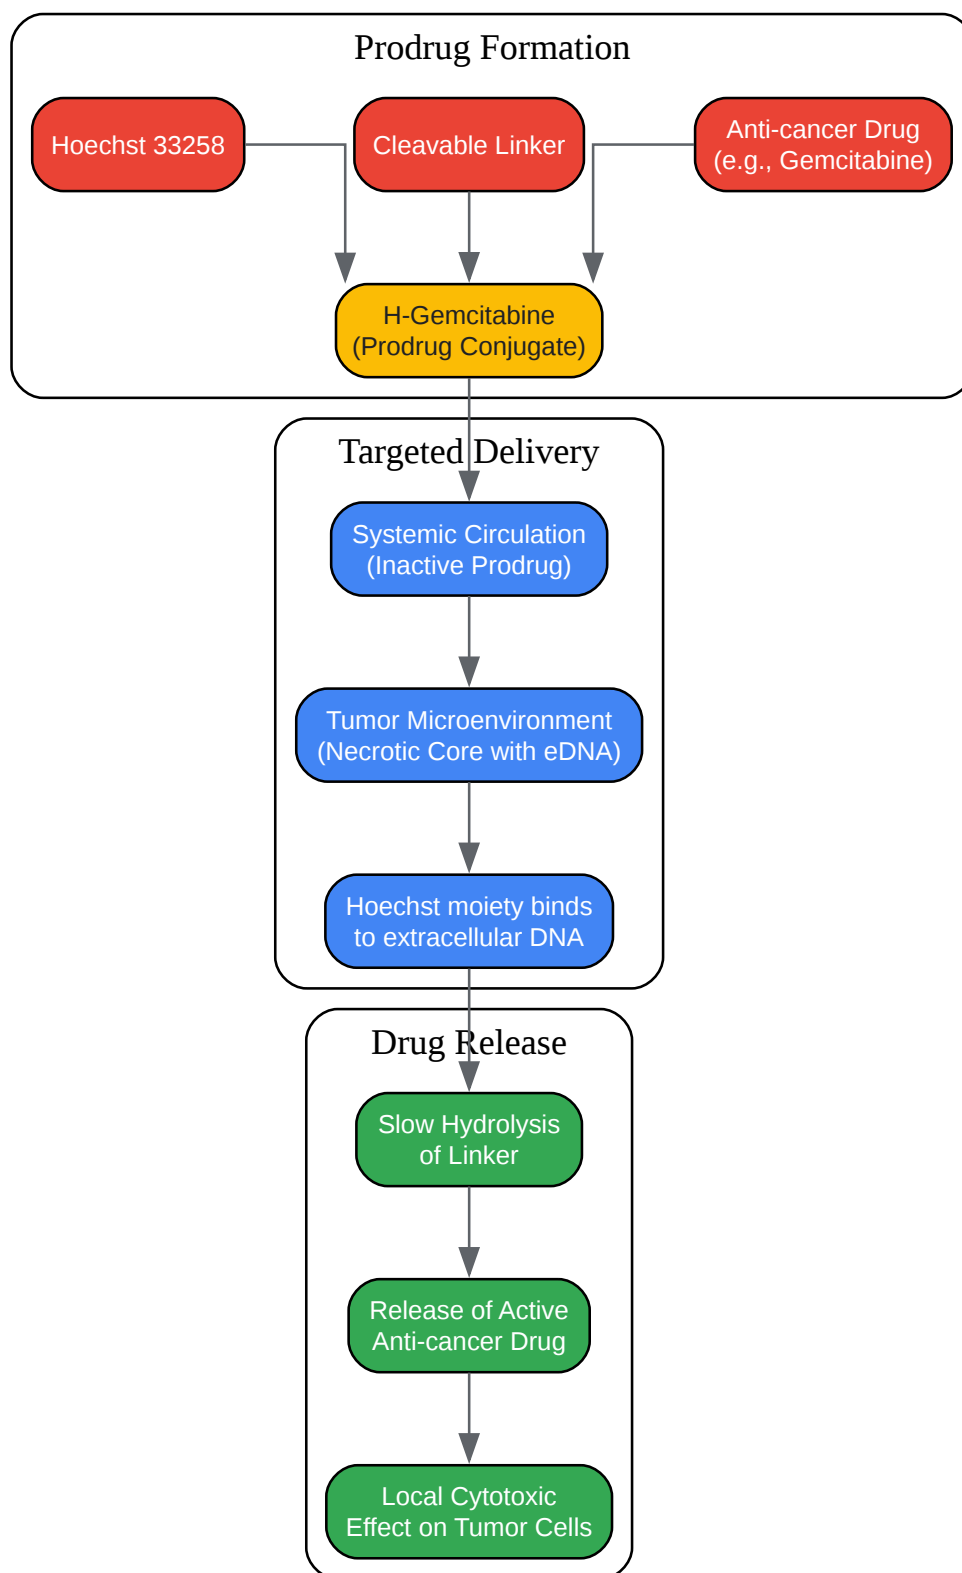 Prodrug Formation
Hoechst 33258
Cleavable Linker
Anti-cancer Drug
(e.g., Gemcitabine)
H-Gemcitabine
(Prodrug Conjugate)
Targeted Delivery
Systemic Circulation
(Inactive Prodrug)
Tumor Microenvironment
(Necrotic Core with eDNA)
Hoechst moiety binds
to extracellular DNA
Drug Release
Slow Hydrolysis
of Linker
Release of Active
Anti-cancer Drug
Local Cytotoxic
Effect on Tumor Cells